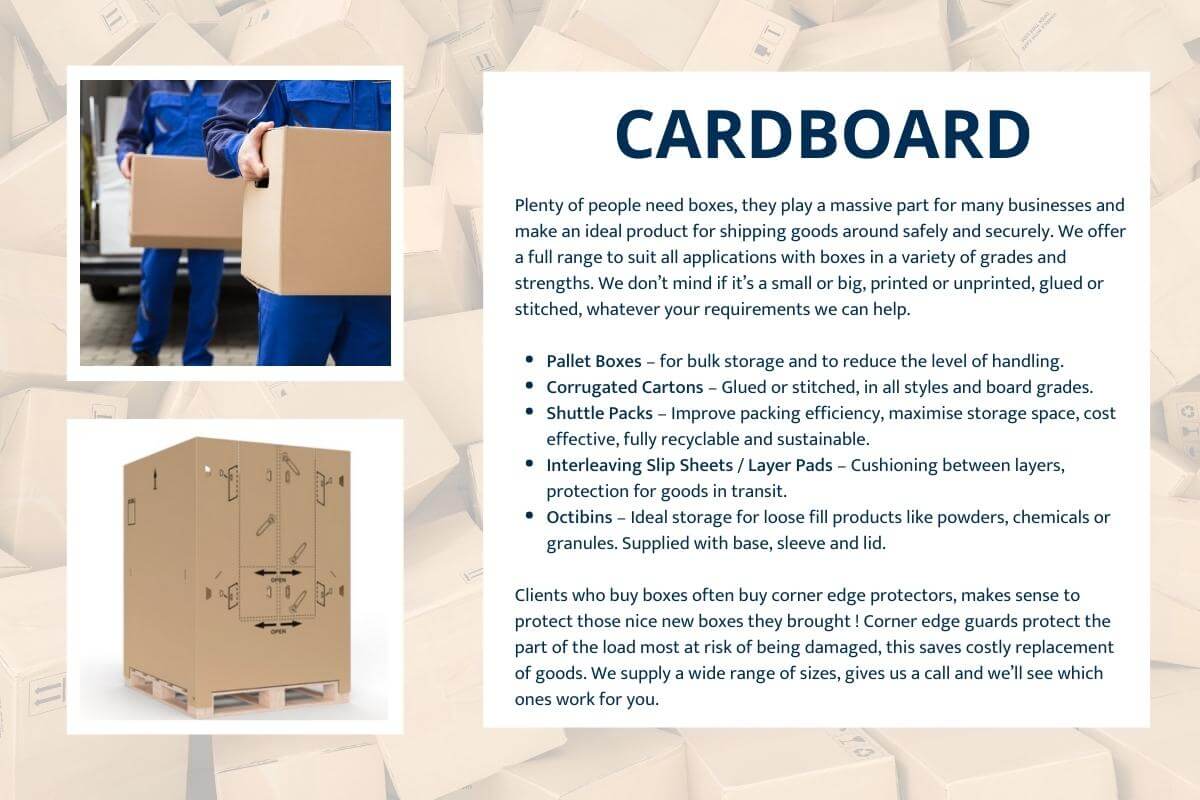 CARDBOARD
Plenty of people need boxes, they play a massive part for many businesses and
make an ideal product for shipping goods around safely and securely. We offer
a full range to suit all applications with boxes in a variety of grades and
strengths. We don’t mind if it’s a small or big, printed or unprinted, glued or
stitched, whatever your requirements we can help.
• Pallet Boxes – for bulk storage and to reduce the level of handling.
• Corrugated Cartons – Glued or stitched, in all styles and board grades.
• Shuttle Packs – Improve packing efficiency, maximise storage space, cost
effective, fully recyclable and sustainable.
• Interleaving Slip Sheets / Layer Pads – Cushioning between layers,
protection for goods in transit.
• Octibins – Ideal storage for loose fill products like powders, chemicals or
granules. Supplied with base, sleeve and lid.
Clients who buy boxes often buy corner edge protectors, makes sense to
protect those nice new boxes they brought ! Corner edge guards protect the
part of the load most at risk of being damaged, this saves costly replacement
of goods. We supply a wide range of sizes, gives us a call and we’ll see which
ones work for you.
OPEN
OPEN